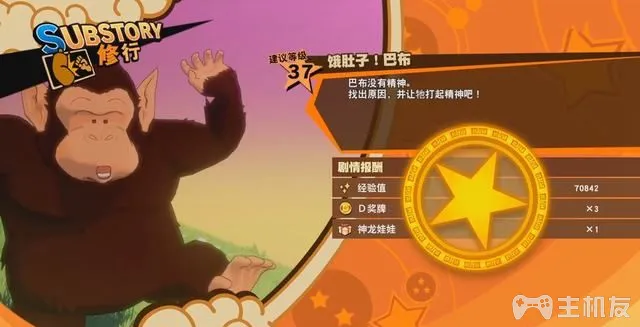 SUBSTORY
修行
建议等级
37
饿肚子！巴布
巴布没有精神。
找出原因，并让牠打起精神吧！
剧情报酬
经验值 70842
D奖牌 ×3
神龙娃娃 ×1
主机友